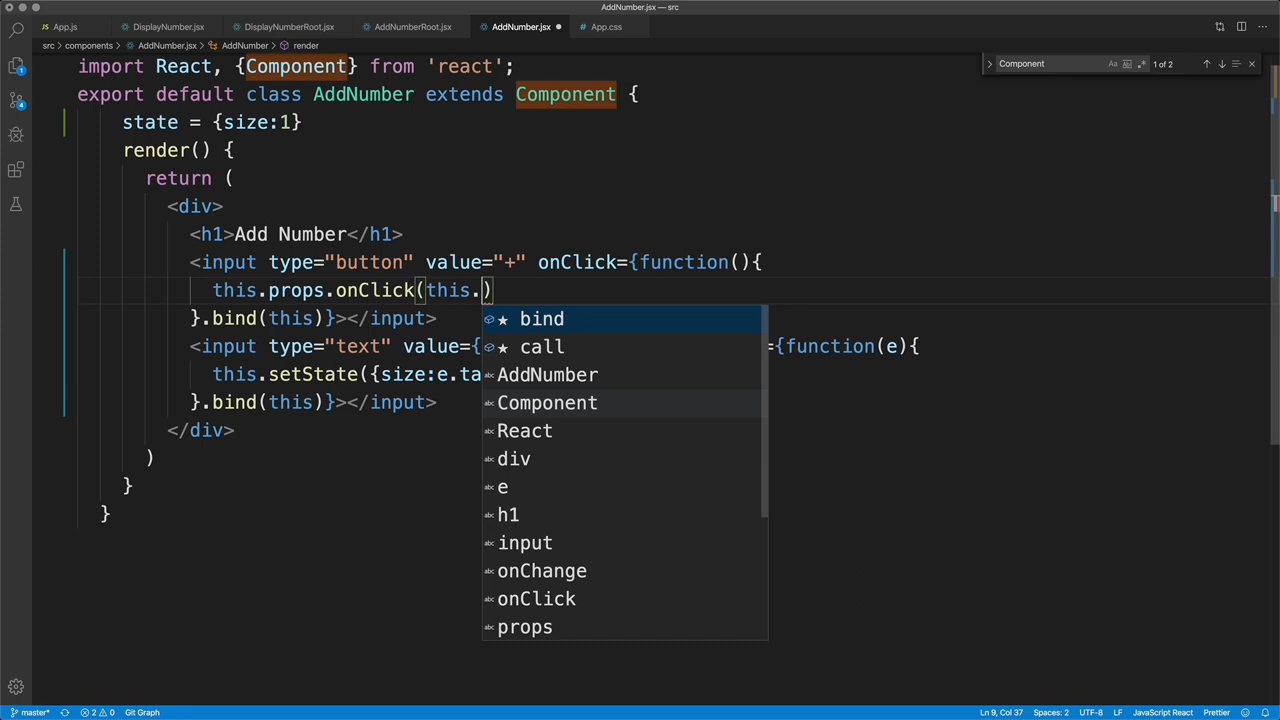 AddNumber.jsx — src
App.js
DisplayNumber.jsx
DisplayNumberRoot.jsx
AddNumberRoot.jsx
AddNumber.jsx
App.css
src > components > AddNumber.jsx > AddNumber > render
import React, {Component} from 'react';
Component
Aa
1 of 2
export default class AddNumber extends Component {
state = {size:1}
render() {
return (
<div>
<h1>Add Number</h1>
<input type="button" value="+" onClick={function(){
this.props.onClick(this.)
}.bind(this)}></input>
bind
<input type="text" value={
={function(e){
call
this.setState({size:e.ta
AddNumber
}.bind(this)}></input>
Component
</div>
React
)
div
}
e
}
h1
input
onChange
onClick
props
1
4
master*
2
0
Git Graph
Ln 9, Col 37
Spaces: 2
UTF-8
LF
JavaScript React
Prettier